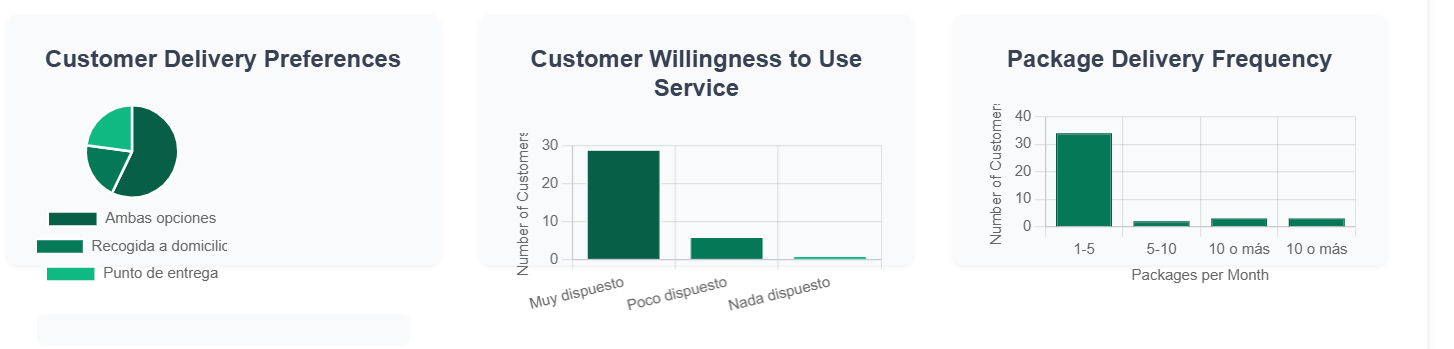 Customer Delivery Preferences
Ambas opciones
Recogida a domicilic
Punto de entrega
Customer Willingness to Use
Service
Number of Customers
30
20
10
0
Muy dispuesto
Poco dispuesto
Nada dispuesto
Package Delivery Frequency
Number of Customers
40
30
20
10
0
1-5
5-10
10 o más
10 o más
Packages per Month